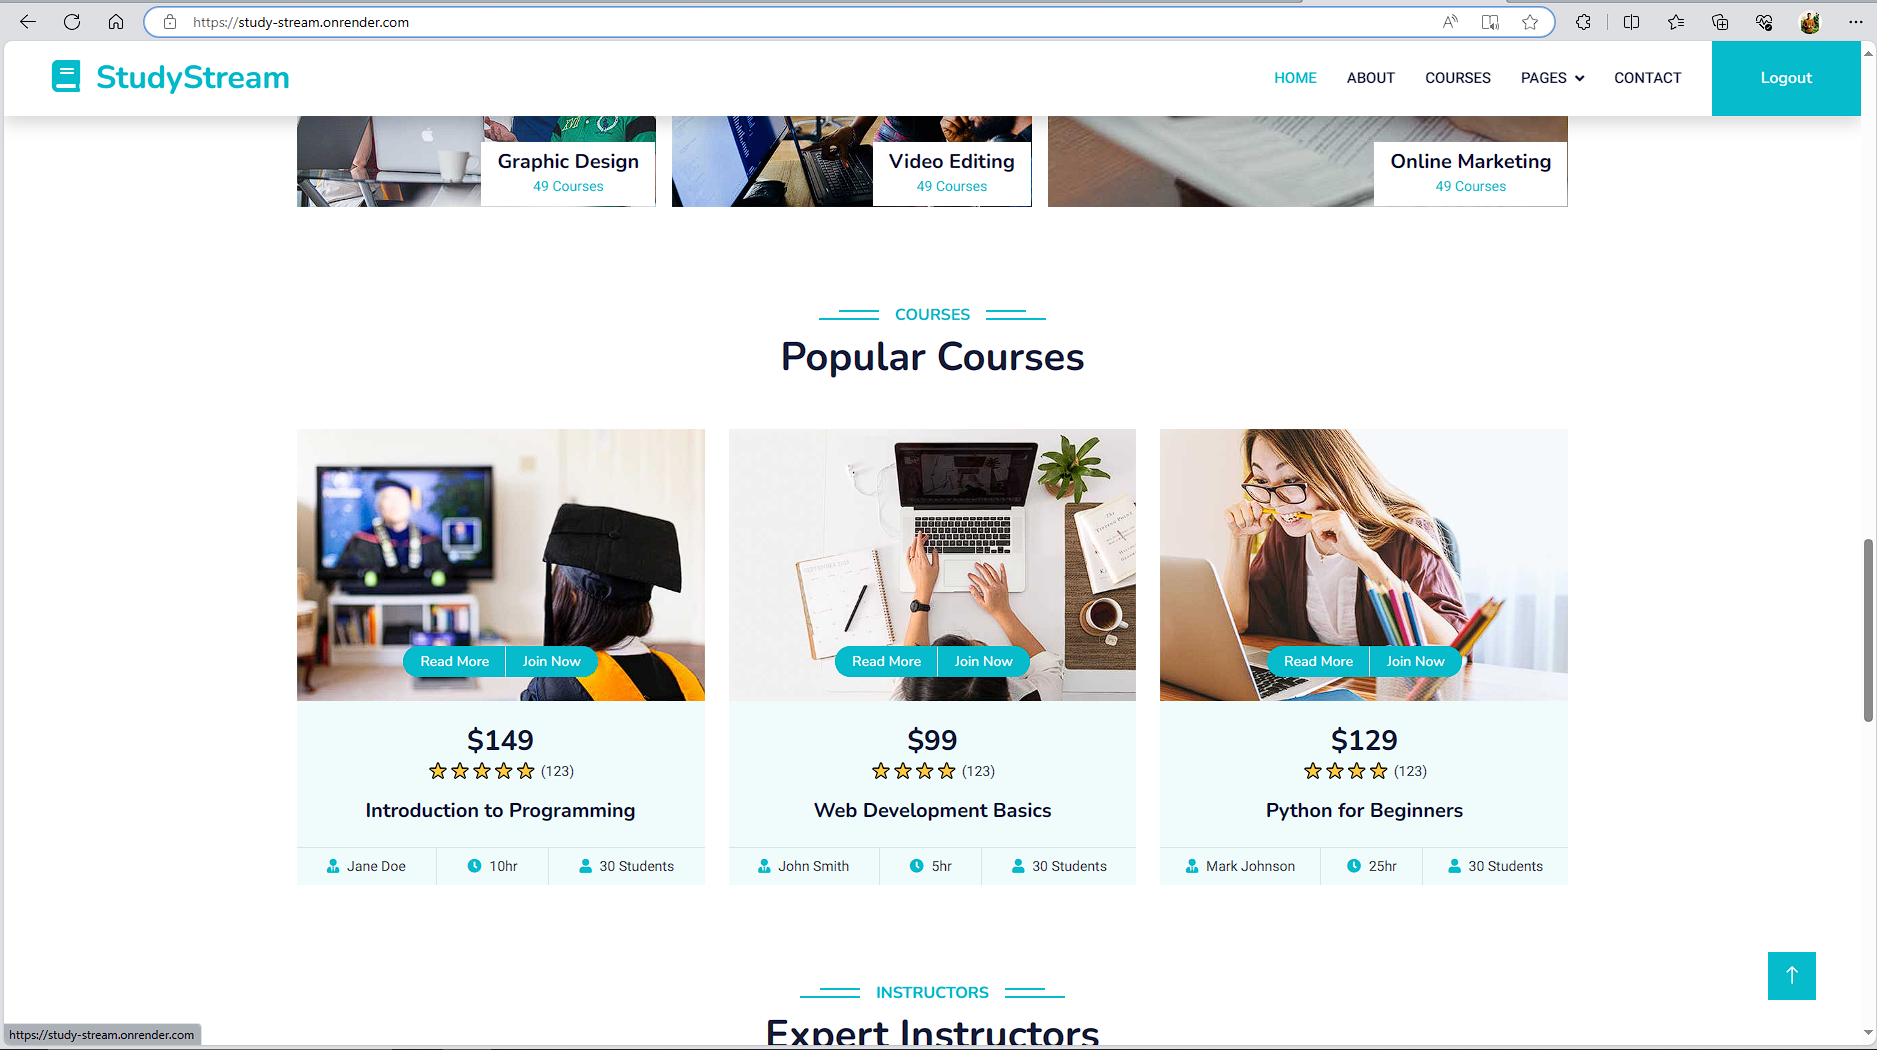 https://study-stream.onrender.com
StudyStream
HOME ABOUT COURSES PAGES CONTACT Logout
Graphic Design
49 Courses
Video Editing
49 Courses
Online Marketing
49 Courses
COURSES
Popular Courses
Read More Join Now
$149
(123)
Introduction to Programming
Jane Doe 10hr 30 Students
Read More Join Now
$99
(123)
Web Development Basics
John Smith 5hr 30 Students
Read More Join Now
$129
(123)
Python for Beginners
Mark Johnson 25hr 30 Students
INSTRUCTORS
Expert Instructors
https://study-stream.onrender.com